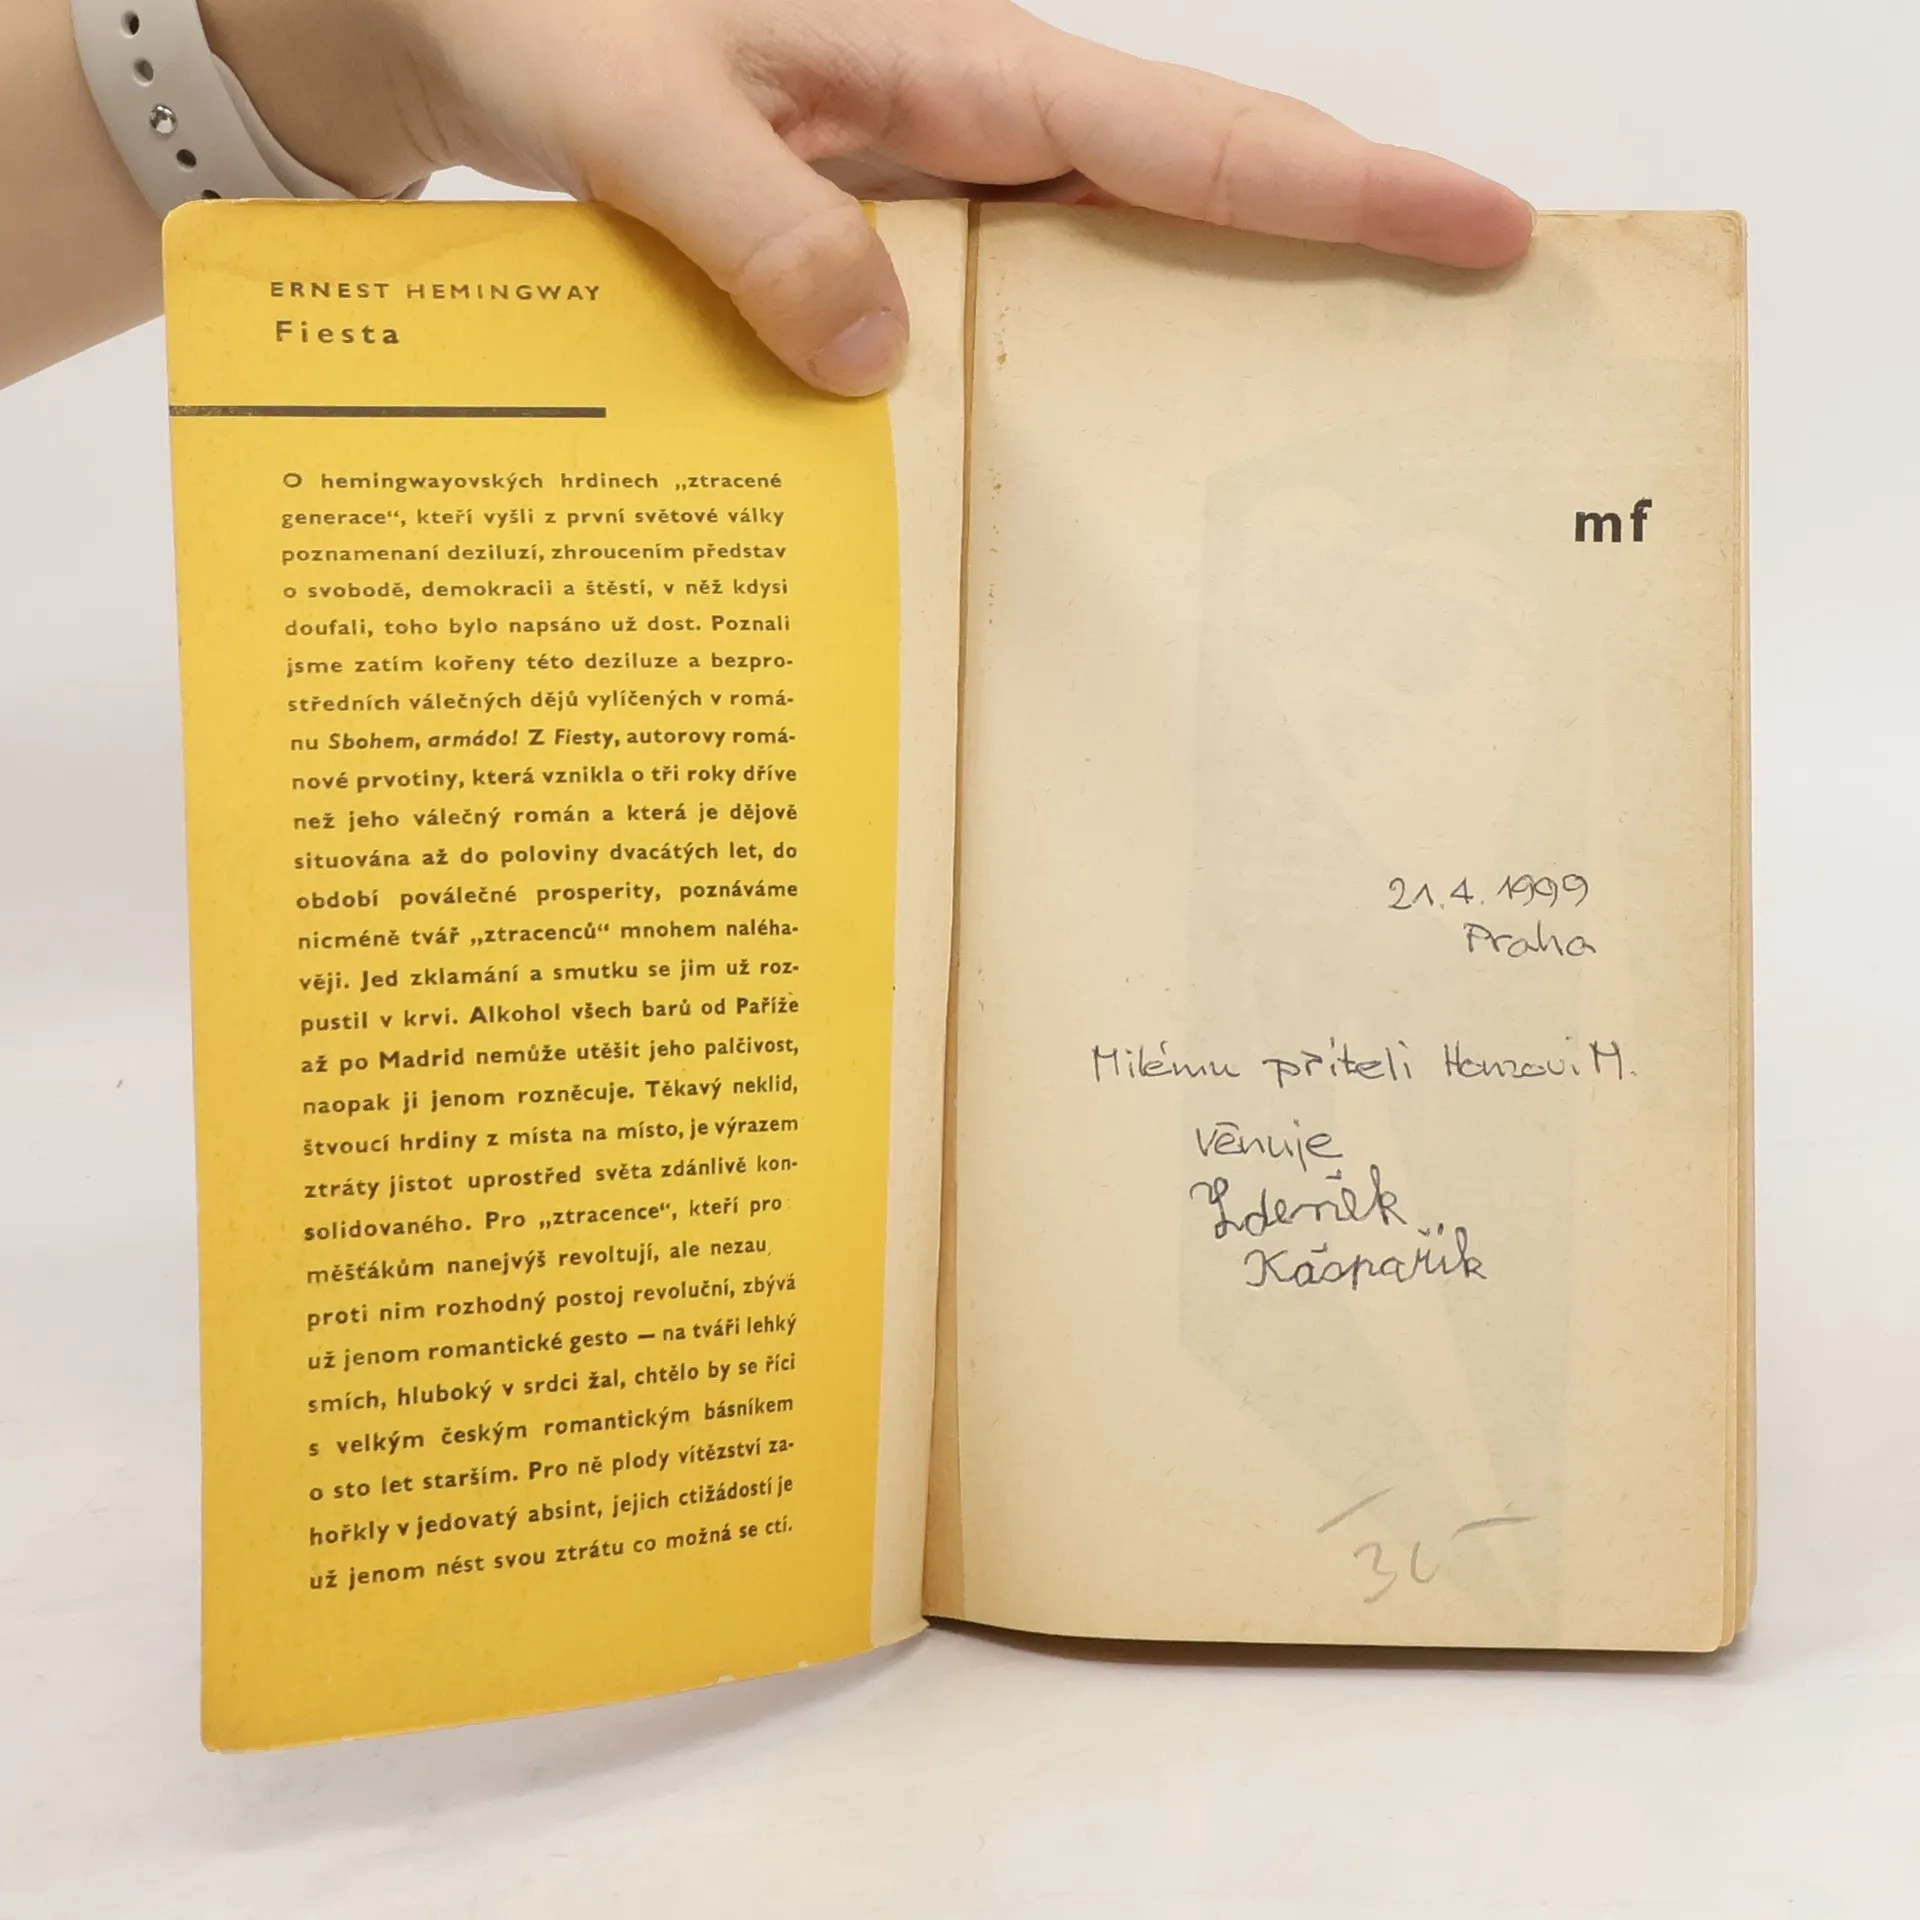 ERNEST HEMINGWAY
Fiesta
O hemingwayovských hrdinech „ztracené
generace“, kteří vyšli z první světové války
poznamenaní deziluzí, zhroucením představ
o svobodě, demokracii a štěstí, v něž kdysi
doufali, toho bylo napsáno už dost. Poznali
jsme zatím kořeny této deziluze a bezpro-
středních válečných dějů vylíčených v romá-
nu Sbohem, armádo! Z Fiesty, autorovy romá-
nové prvotiny, která vznikla o tři roky dříve
než jeho válečný román a která je dějově
situována až do poloviny dvacátých let, do
období poválečné prosperity, poznáváme
nicméně tvář „ztracenců“ mnohem naléha-
věji. Jed zklamání a smutku se jim už roz-
pustil v krvi. Alkohol všech barů od Paříže
až po Madrid nemůže utěšit jeho palčivost,
naopak ji jenom rozněcuje. Těkavý neklid,
štvoucí hrdiny z místa na místo, je výrazem
ztráty jistot uprostřed světa zdánlivě kon-
solidovaného. Pro „ztracence“, kteří pro
měšťákům nanejvýš revoltují, ale nezau
proti nim rozhodný postoj revoluční, zbývá
už jenom romantické gesto — na tváři lehký
smích, hluboký v srdci žal, chtělo by se říci
s velkým českým romantickým básníkem
o sto let starším. Pro ně plody vítězství za-
hořkly v jedovatý absint, jejich ctižádostí je
už jenom nést svou ztrátu co možná se ctí.
mf
21. 4. 1999
Praha
Milému příteli Honzovi M.
věnuje
Zdeněk
Kašpařík